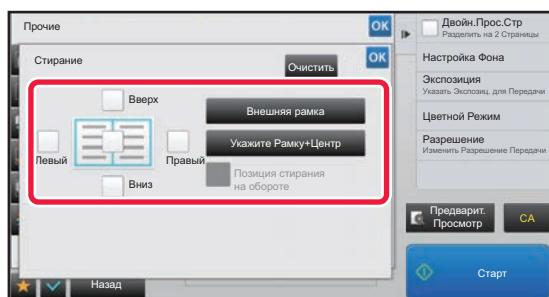 Прочие
OK
Стирание
Очистить
OK
Вверх
Левый
Правый
Вниз
Внешняя рамка
Укажите Рамку+Центр
Позиция стирания
на обороте
Назад
Двойн.Прос.Стр
Разделить на 2 Страницы
Настройка Фона
Экспозиция
Указать Экспозиц. для Передачи
Цветной Режим
Разрешение
Изменить Разрешение Передачи
Предварит.
Просмотр
CA
Старт